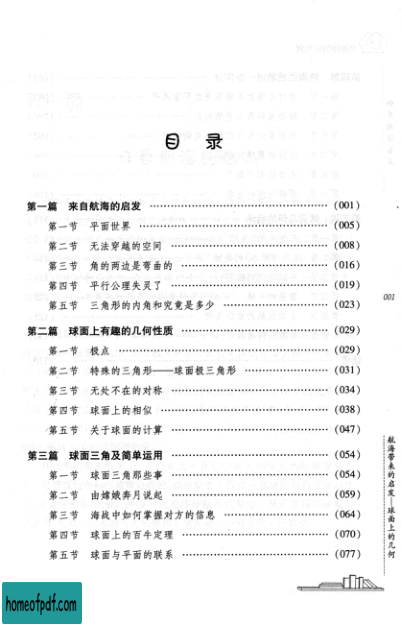 目 录
第一篇 来自航海的启发 ………………………… (001)
第一节 平面世界 ………………………… (005)
第二节 无法穿越的空间 ………………………… (008)
第三节 角的两边是弯曲的 ………………………… (016)
第四节 平行公理失灵了 ………………………… (019)
第五节 三角形的内角和究竟是多少 ………………………… (023)
第二篇 球面上有趣的几何性质 ………………………… (029)
第一节 极点 ………………………… (029)
第二节 特殊的三角形——球面极三角形 ………………………… (031)
第三节 无处不在的对称 ………………………… (034)
第四节 球面上的相似 ………………………… (038)
第五节 关于球面的计算 ………………………… (047)
第三篇 球面三角及简单运用 ………………………… (054)
第一节 球面三角那些事 ………………………… (054)
第二节 由嫦娥奔月说起 ………………………… (059)
第三节 海战中如何掌握对方的信息 ………………………… (064)
第四节 球面上的百牛定理 ………………………… (070)
第五节 球面与平面的联系 ………………………… (077)
001
航海带来的启发——球面上的几何
homeofpdf.com